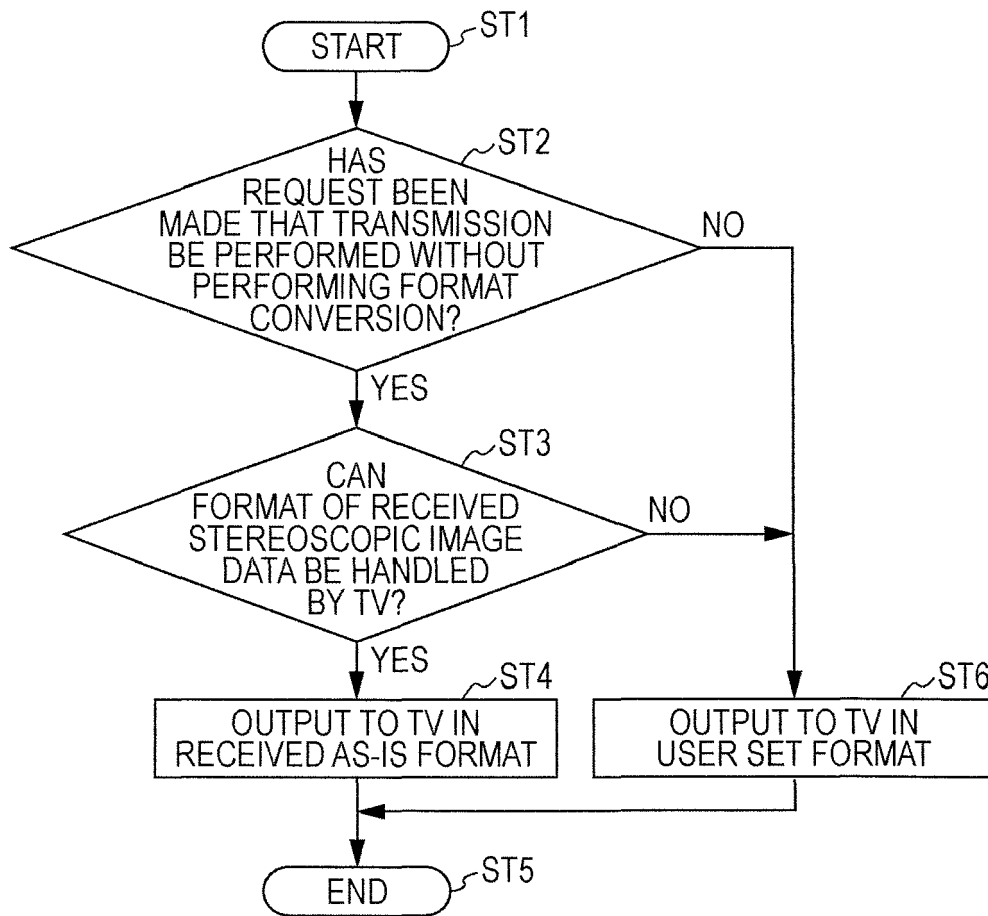 START
ST1
ST2
HAS
REQUEST BEEN
MADE THAT TRANSMISSION
BE PERFORMED WITHOUT
PERFORMING FORMAT
CONVERSION?
NO
YES
ST3
CAN
FORMAT OF RECEIVED
STEREOSCOPIC IMAGE
DATA BE HANDLED
BY TV?
NO
YES
ST4
OUTPUT TO TV IN
RECEIVED AS-IS FORMAT
ST6
OUTPUT TO TV IN
USER SET FORMAT
END
ST5